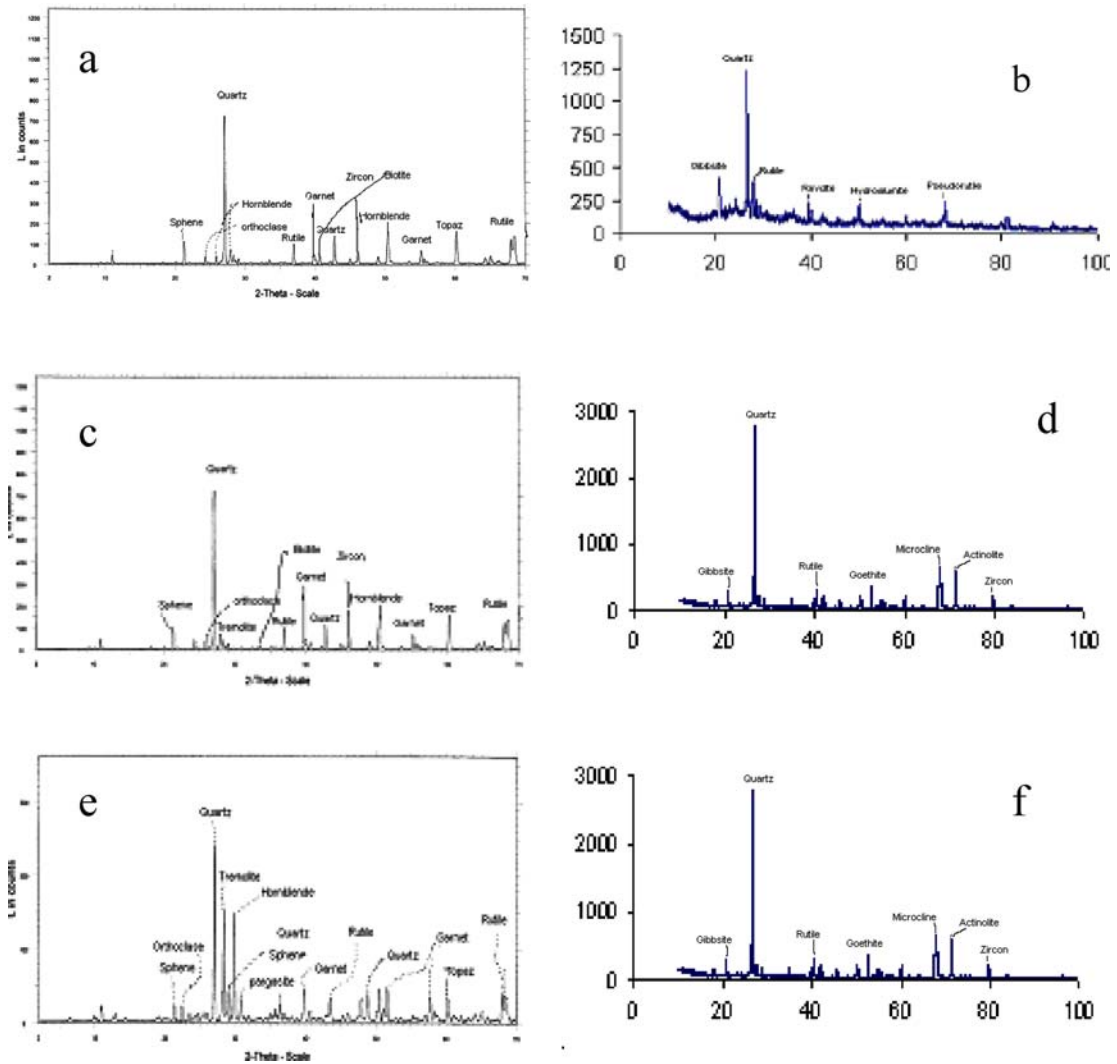 a
Quartz
Zircon
Biotite
Garnet
Hornblende
Hornblende
Sphene
orthoclase
Rutile
Quartz
Garnet
Topaz
Rutile
L in counts
2-Theta - Scale
b
1500
1250
1000
750
500
250
0
Quartz
Gibbsite
Rutile
Pseudorutile
0 20 40 60 80 100
c
Quartz
Biotite
Zircon
Garnet
Sphene
orthoclase
Tremolite
Rutile
Quartz
Hornblende
Garnet
Topaz
Rutile
2-Theta - Scale
d
3000
2000
1000
0
Quartz
Gibbsite
Rutile
Goethite
Microcline
Actinolite
Zircon
0 20 40 60 80 100
e
Quartz
Tremolite
Hornblende
Orthoclase
Sphene
Quartz
Sphene
pargasite
Rutile
Garnet
Quartz
Garnet
Topaz
Rutile
L in counts
2-Theta - Scale
f
3000
2000
1000
0
Quartz
Gibbsite
Rutile
Goethite
Microcline
Actinolite
Zircon
0 20 40 60 80 100